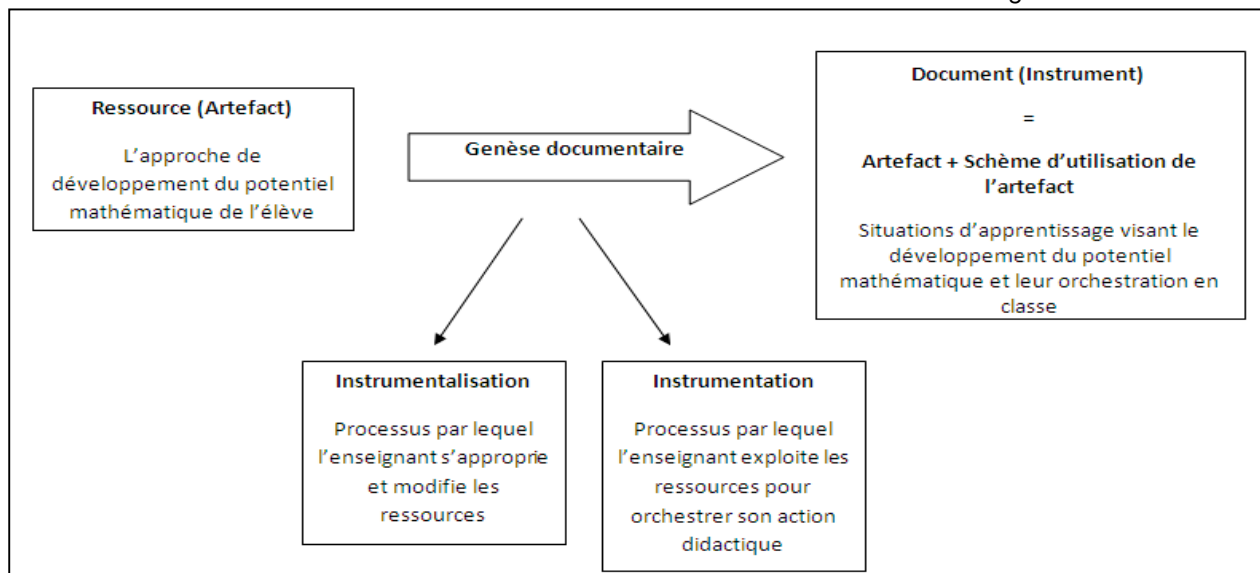 Ressource (Artefact)
L'approche de
développement du potentiel
mathématique de l'élève
Genèse documentaire
Document (Instrument)
=
Artefact + Schème d'utilisation de
l'artefact
Situations d'apprentissage visant le
développement du potentiel
mathématique et leur orchestration en
classe
Instrumentalisation
Processus par lequel
l'enseignant s'approprie
et modifie les
ressources
Instrumentation
Processus par lequel
l'enseignant exploite les
ressources pour
orchestrer son action
didactique